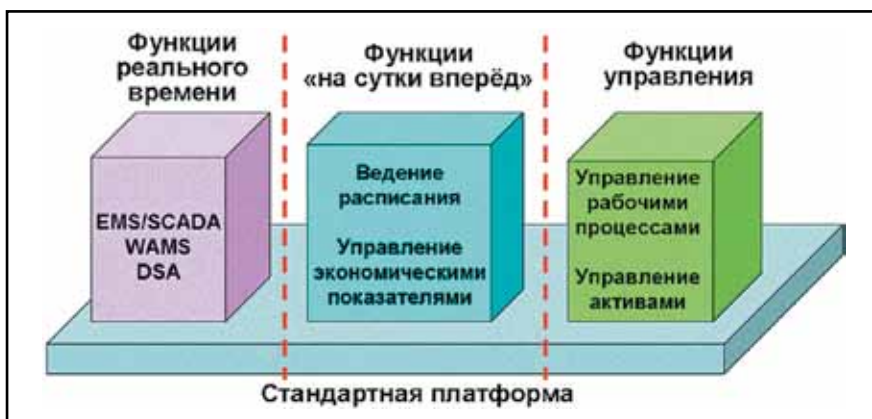 Функции
реального
времени
Функции
«на сутки вперёд»
Функции
управления
EMS/SCADA
WAMS
DSA
Ведение
расписания
Управление
экономическими
показателями
Управление
рабочими
процессами
Управление
активами
Стандартная платформа